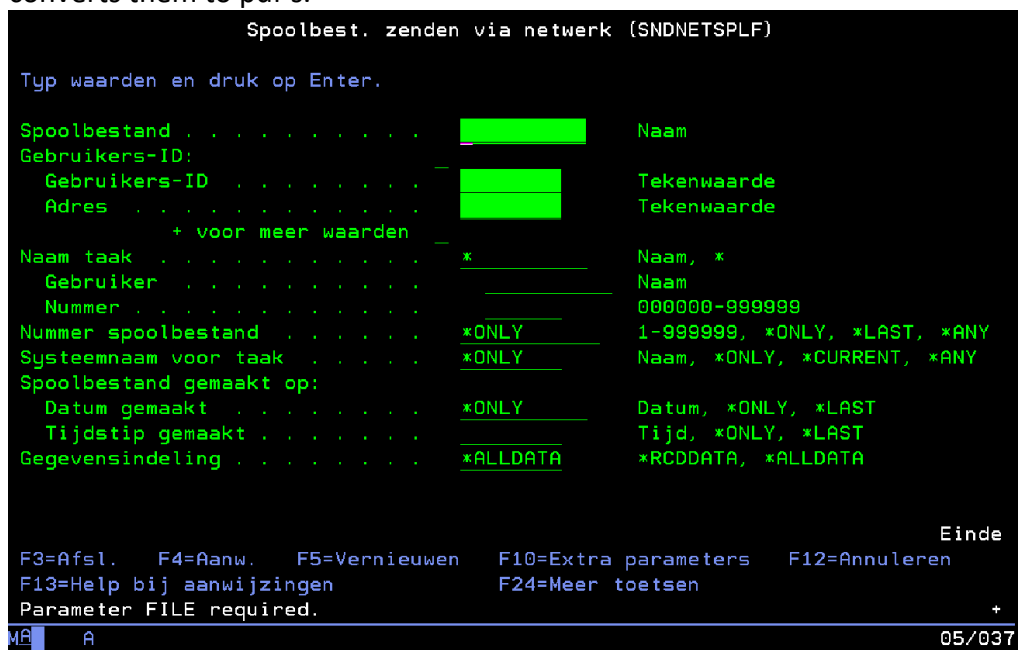 converts them to pdf's.
Spoolbest. zenden via netwerk (SNDNETSPLF)
Typ waarden en druk op Enter.
Spoolbestand . . . . . . . . . . Naam
Gebruikers-ID: _
Gebruikers-ID . . . . . . . . Tekenwaarde
Adres . . . . . . . . . . . . Tekenwaarde
+ voor meer waarden _
Naam taak . . . . . . . . . . . * Naam, *
Gebruiker . . . . . . . . . . Naam
Nummer . . . . . . . . . . . . 000000-999999
Nummer spoolbestand . . . . . . *ONLY 1-999999, *ONLY, *LAST, *ANY
Systeemnaam voor taak . . . . . *ONLY Naam, *ONLY, *CURRENT, *ANY
Spoolbestand gemaakt op:
Datum gemaakt . . . . . . . . *ONLY Datum, *ONLY, *LAST
Tijdstip gemaakt . . . . . . . Tijd, *ONLY, *LAST
Gegevensindeling . . . . . . . . *ALLDATA *RCDDATA, *ALLDATA
Einde
F3=Afsl. F4=Aanw. F5=Vernieuwen F10=Extra parameters F12=Annuleren
F13=Help bij aanwijzingen F24=Meer toetsen
Parameter FILE required. +
MA A 05/037